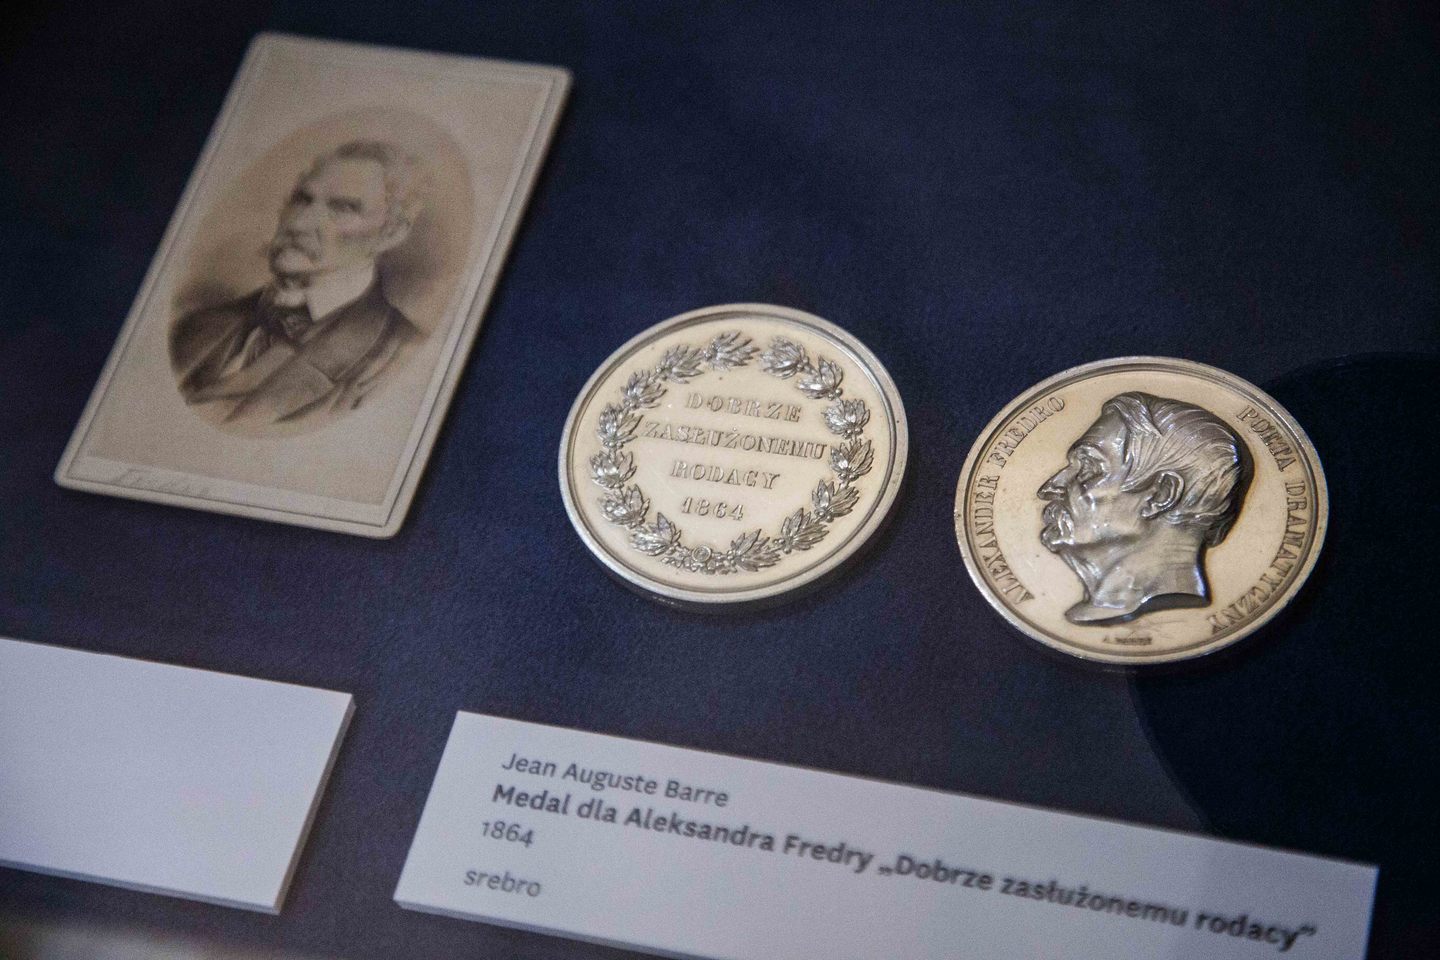 DOBRZE
ZASŁUŻONEMU
RODACY
1864
ALEXANDER FREDRO POETA DRAMATYCZNY
A. BARRE
Jean Auguste Barre
Medal dla Aleksandra Fredry „Dobrze zasłużonemu rodacy”
1864
srebro